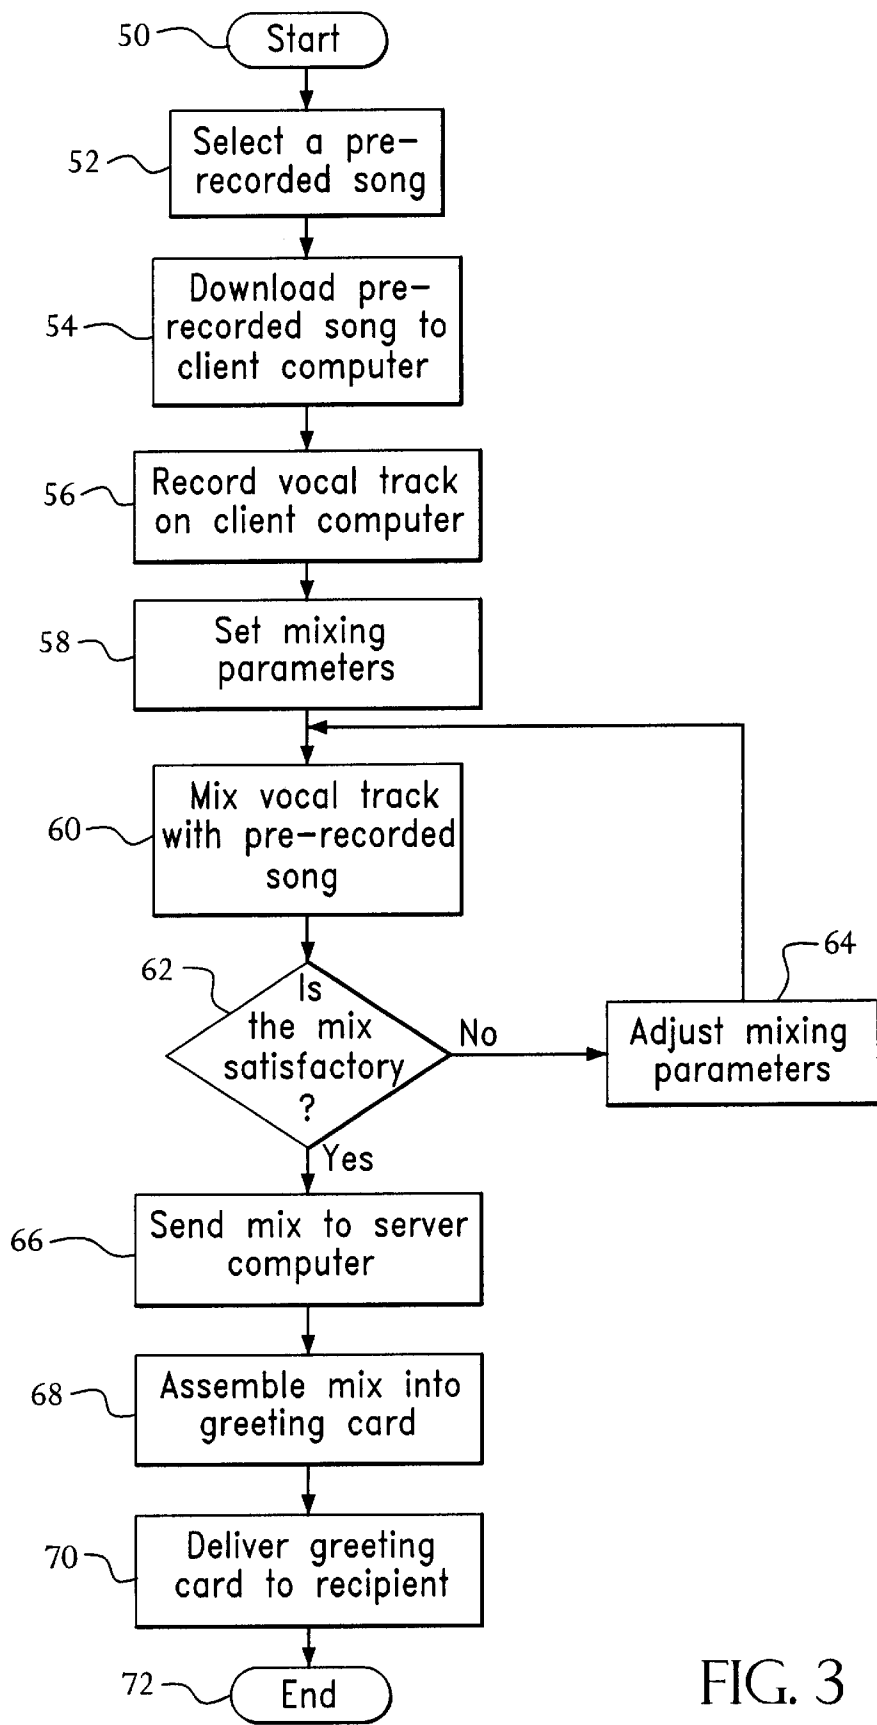 50
Start
52
Select a pre-
recorded song
54
Download pre-
recorded song to
client computer
56
Record vocal track
on client computer
58
Set mixing
parameters
60
Mix vocal track
with pre-recorded
song
62
Is
the mix
satisfactory
?
No
64
Adjust mixing
parameters
Yes
66
Send mix to server
computer
68
Assemble mix into
greeting card
70
Deliver greeting
card to recipient
72
End
FIG. 3